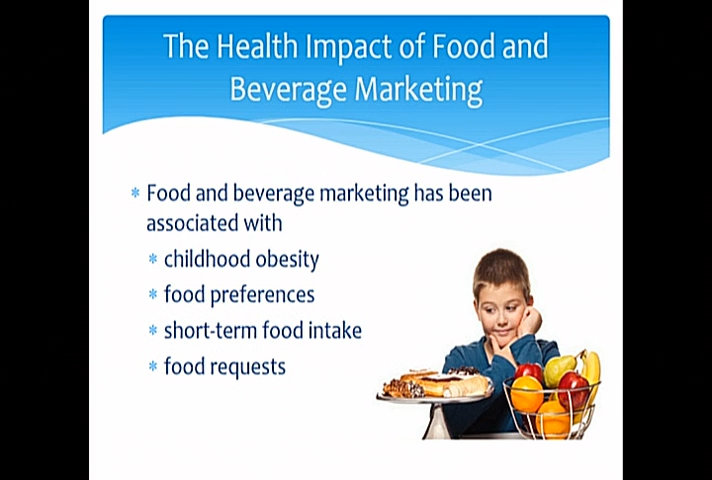 The Health Impact of Food and
Beverage Marketing
* Food and beverage marketing has been
associated with
* childhood obesity
* food preferences
* short-term food intake
* food requests